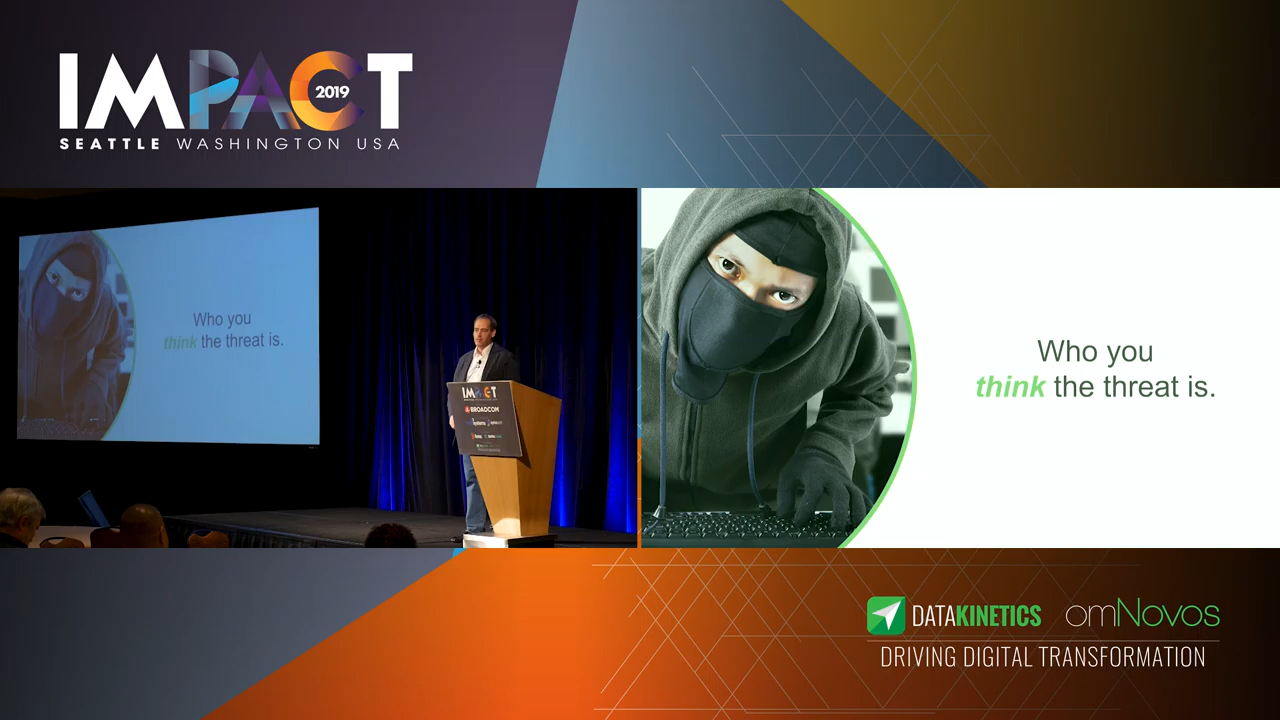 IMPACT
2019
SEATTLE WASHINGTON USA
Who you
think the threat is.
IMPACT
BROADCOM
Who you
think the threat is.
DATAKINETICS omNovos
DRIVING DIGITAL TRANSFORMATION